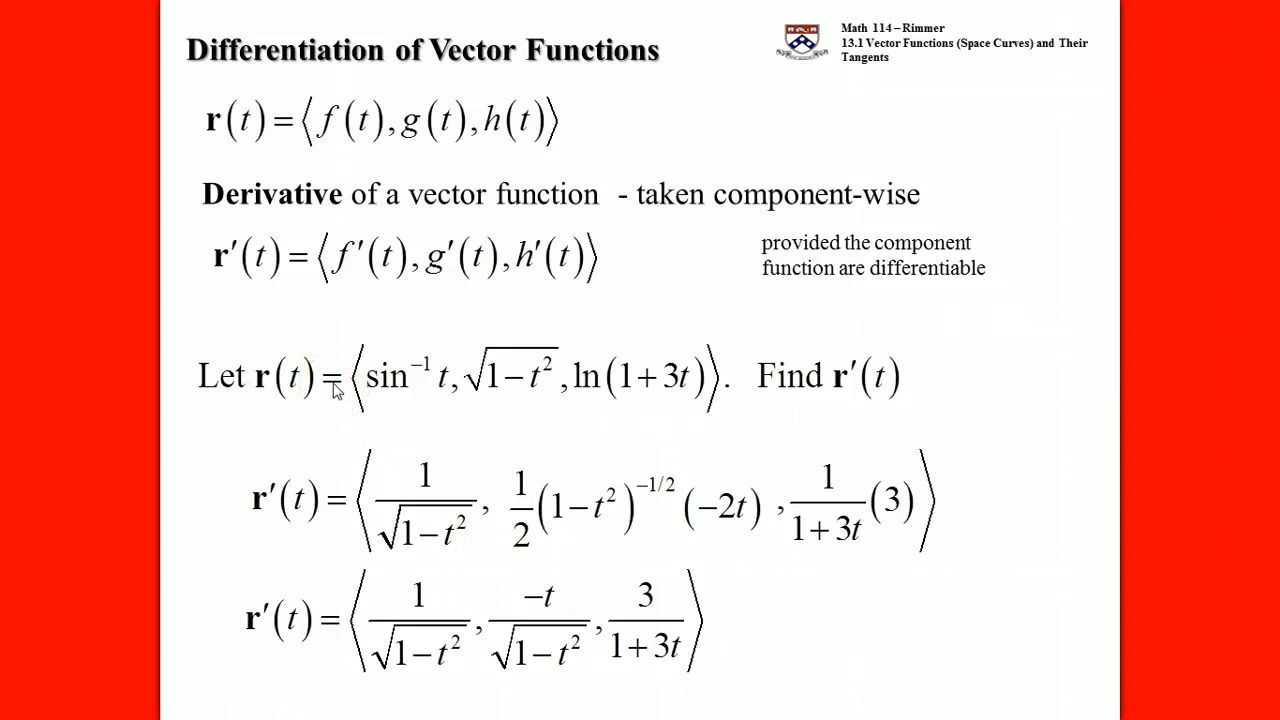 Differentiation of Vector Functions
Math 114 – Rimmer
13.1 Vector Functions (Space Curves) and Their
Tangents
r(t) = ⟨f(t), g(t), h(t)⟩
Derivative of a vector function - taken component-wise
r′(t) = ⟨f′(t), g′(t), h′(t)⟩
provided the component
function are differentiable
Let r(t) = ⟨sin⁻¹ t, √(1−t²), ln(1+3t)⟩. Find r′(t)
r′(t) = ⟨1/√(1−t²), 1/2 (1−t²)^(−1/2) (−2t), 1/(1+3t) (3)⟩
r′(t) = ⟨1/√(1−t²), −t/√(1−t²), 3/(1+3t)⟩